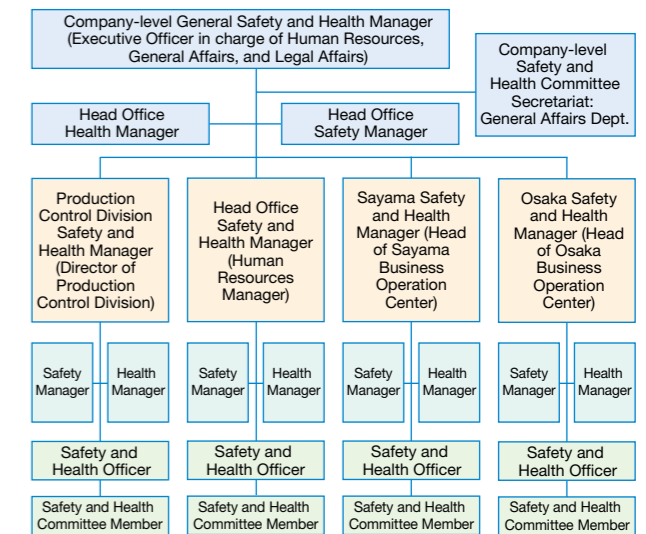 Company-level General Safety and Health Manager
(Executive Officer in charge of Human Resources,
General Affairs, and Legal Affairs)
Company-level
Safety and
Health Committee
Secretariat:
General Affairs Dept.
Head Office
Health Manager
Head Office
Safety Manager
Production
Control Division
Safety and
Health Manager
(Director of
Production
Control Division)
Head Office
Safety and
Health Manager
(Human
Resources
Manager)
Sayama Safety
and Health
Manager (Head
of Sayama
Business
Operation
Center)
Osaka Safety
and Health
Manager (Head
of Osaka
Business
Operation
Center)
Safety
Manager
Health
Manager
Safety
Manager
Health
Manager
Safety
Manager
Health
Manager
Safety
Manager
Health
Manager
Safety and
Health Officer
Safety and
Health Officer
Safety and
Health Officer
Safety and
Health Officer
Safety and Health
Committee Member
Safety and Health
Committee Member
Safety and Health
Committee Member
Safety and Health
Committee Member